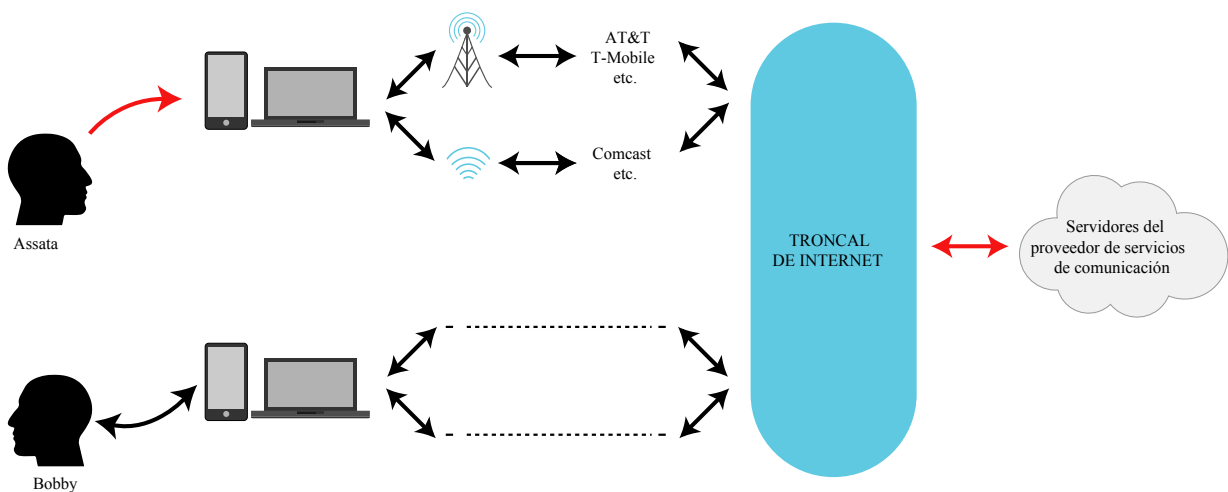 AT&T
T-Mobile
etc.
Comcast
etc.
Assata
TRONCAL
DE INTERNET
Servidores del
proveedor de servicios
de comunicación
Bobby